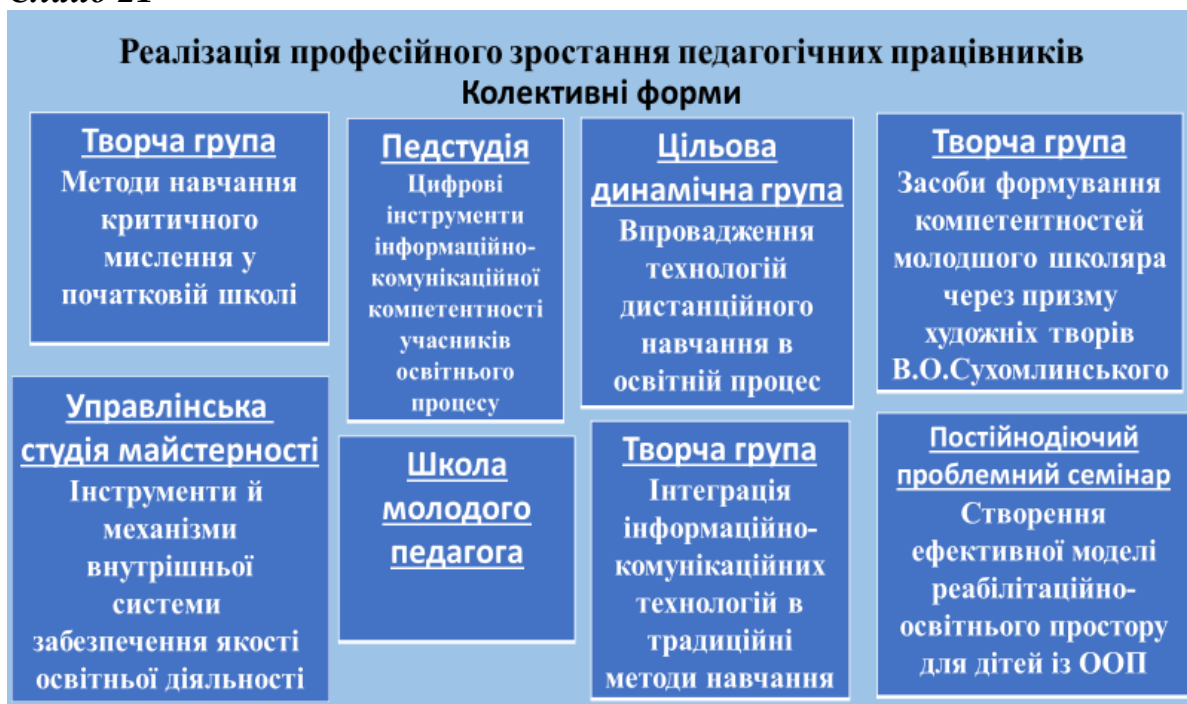 Реалізація професійного зростання педагогічних працівників
Колективні форми
Творча група
Методи навчання
критичного
мислення у
початковій школі
Педстудія
Цифрові
інструменти
інформаційно-
комунікаційної
компетентності
учасників
освітнього
процесу
Цільова
динамічна група
Впровадження
технологій
дистанційного
навчання в
освітній процес
Творча група
Засоби формування
компетентностей
молодшого школяра
через призму
художніх творів
В.О.Сухомлинського
Управлінська
студія майстерності
Інструменти й
механізми
внутрішньої
системи
забезпечення якості
освітньої діяльності
Школа
молодого
педагога
Творча група
Інтеграція
інформаційно-
комунікаційних
технологій в
традиційні
методи навчання
Постійнодіючий
проблемний семінар
Створення
ефективної моделі
реабілітаційно-
освітнього простору
для дітей із ООП